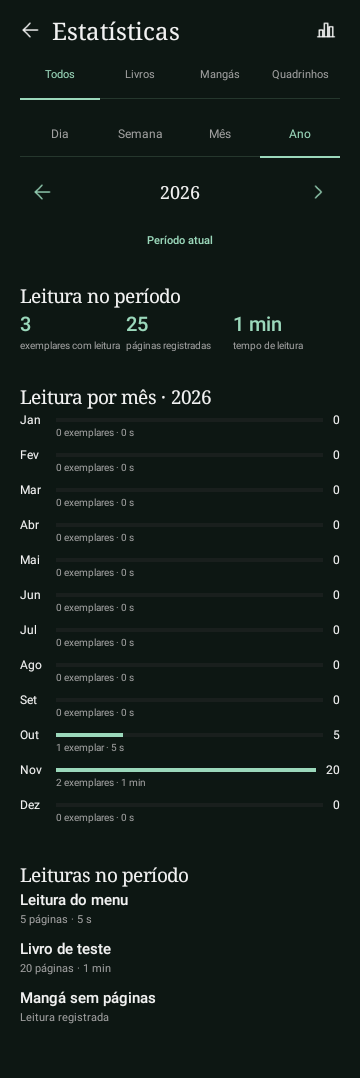 Estatísticas
Todos Livros Mangás Quadrinhos
Dia Semana Mês Ano
2026
Período atual
Leitura no período
3 25 1 min
exemplares com leitura páginas registradas tempo de leitura
Leitura por mês · 2026
Jan 0
0 exemplares · 0 s
Fev 0
0 exemplares · 0 s
Mar 0
0 exemplares · 0 s
Abr 0
0 exemplares · 0 s
Mai 0
0 exemplares · 0 s
Jun 0
0 exemplares · 0 s
Jul 0
0 exemplares · 0 s
Ago 0
0 exemplares · 0 s
Set 0
0 exemplares · 0 s
Out 5
1 exemplar · 5 s
Nov 20
2 exemplares · 1 min
Dez 0
0 exemplares · 0 s
Leituras no período
Leitura do menu
5 páginas · 5 s
Livro de teste
20 páginas · 1 min
Mangá sem páginas
Leitura registrada